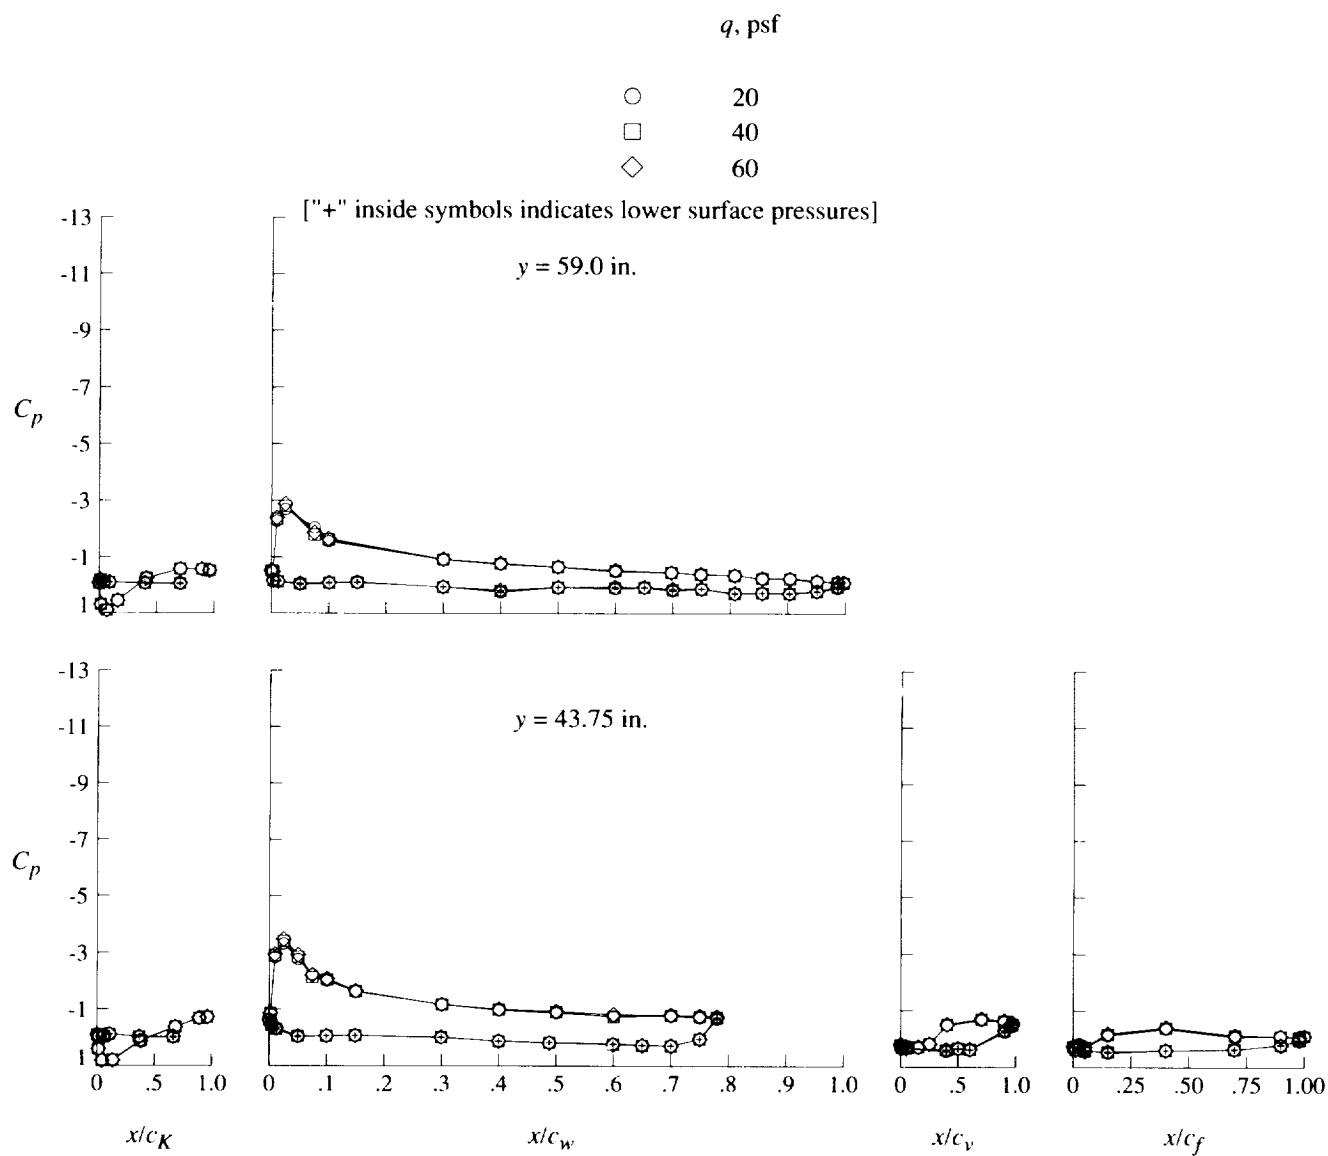 q, psf
20
40
60
["+" inside symbols indicates lower surface pressures]
y = 59.0 in.
-13
-11
-9
-7
-5
-3
-1
1
C_p
y = 43.75 in.
-13
-11
-9
-7
-5
-3
-1
1
C_p
0 .5 1.0
0 .1 .2 .3 .4 .5 .6 .7 .8 .9 1.0
0 .5 1.0
0 .25 .50 .75 1.00
x/c_K
x/c_w
x/c_v
x/c_f